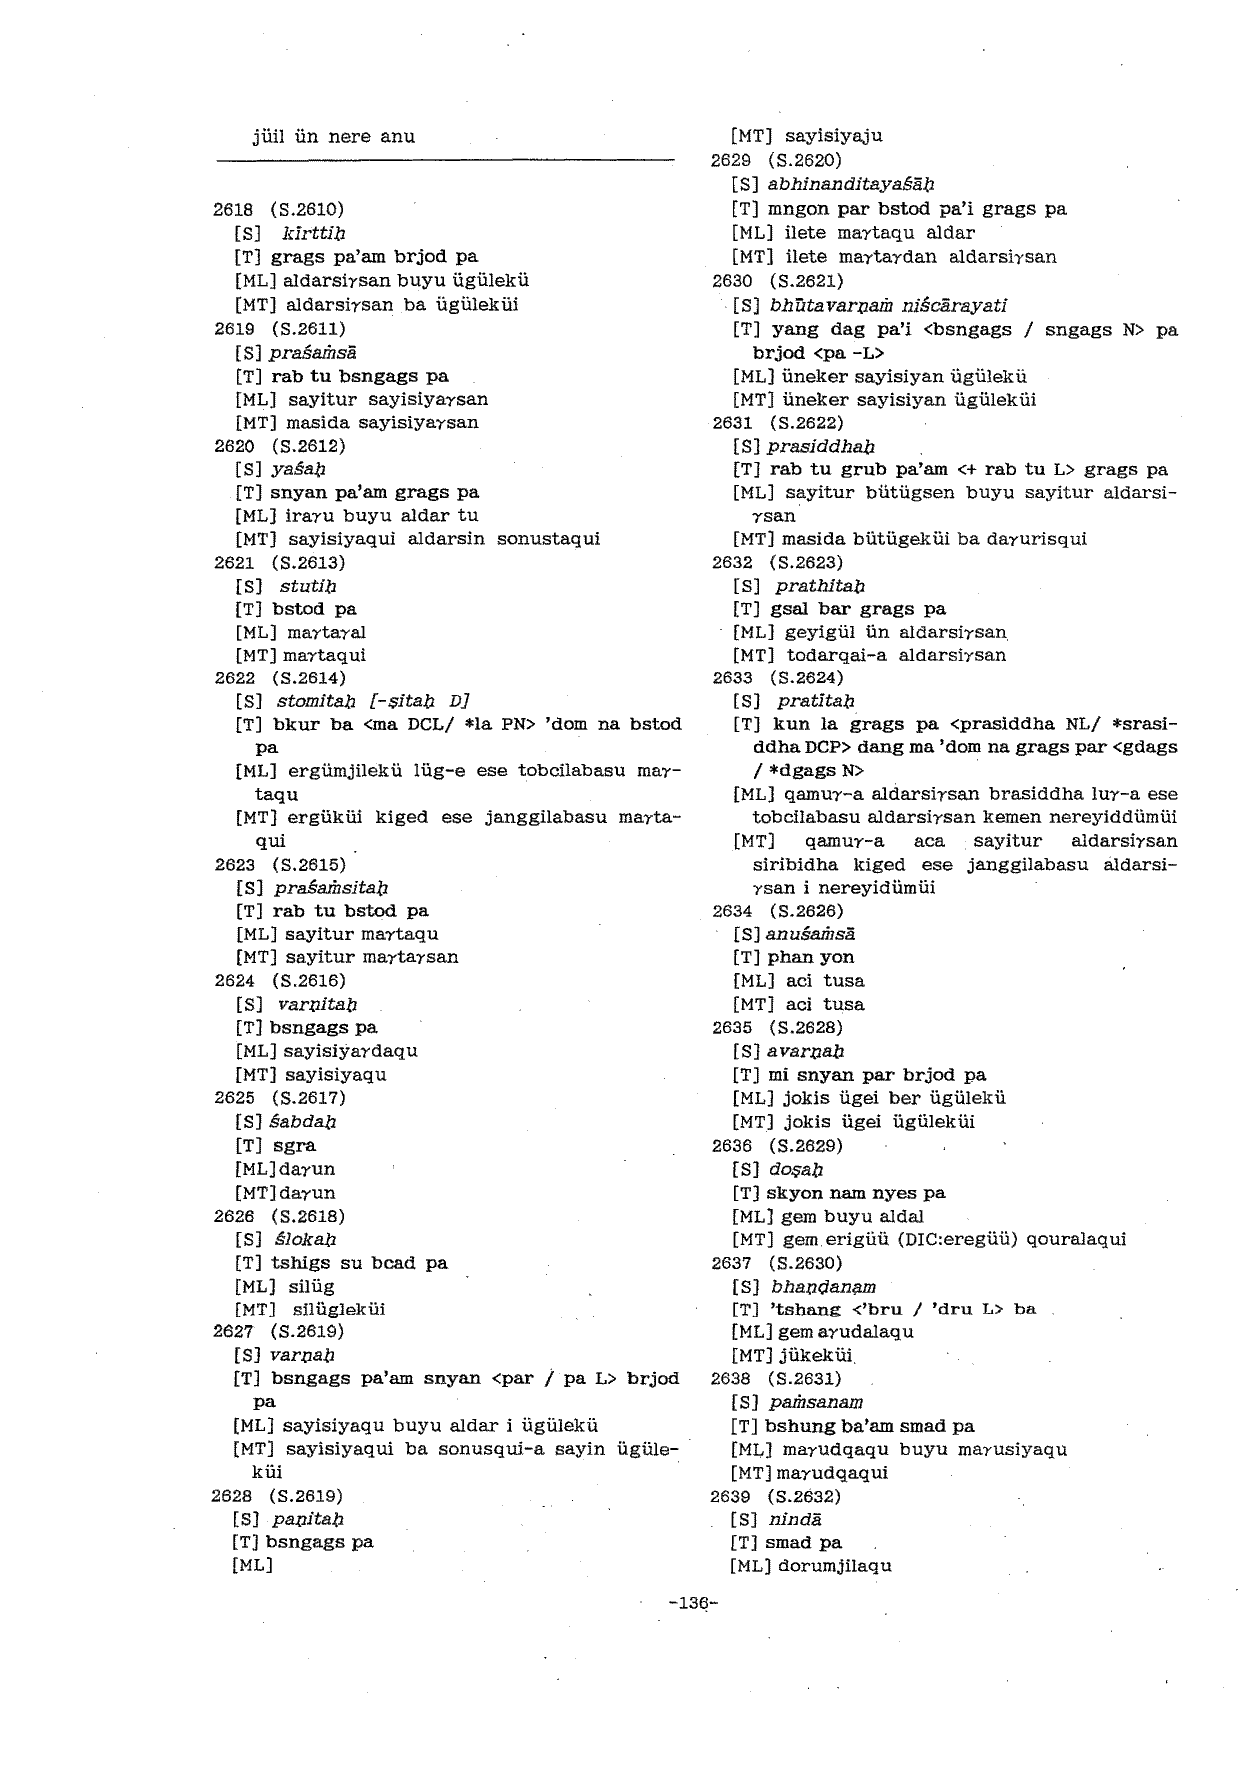 jüil ün nere anu
2618 (S.2610)
[S] kīrttiḥ
[T] grags pa'am brjod pa
[ML] aldarsiγsan buyu ügülekü
[MT] aldarsiγsan ba ügüleküi
2619 (S.2611)
[S] praśaṁsā
[T] rab tu bsngags pa
[ML] sayitur sayisiyaγsan
[MT] masida sayisiyaγsan
2620 (S.2612)
[S] yaśaḥ
[T] snyan pa'am grags pa
[ML] iraγu buyu aldar tu
[MT] sayisiyaqui aldarsin sonustaqui
2621 (S.2613)
[S] stutiḥ
[T] bstod pa
[ML] maγtaγal
[MT] maγtaqui
2622 (S.2614)
[S] stomitaḥ [-ṣitaḥ D]
[T] bkur ba <ma DCL/ *la PN> 'dom na bstod
pa
[ML] ergümjilekü lüg-e ese tobcilabasu maγ-
taqu
[MT] ergüküi kiged ese janggilabasu maγta-
qui
2623 (S.2615)
[S] praśaṁsitaḥ
[T] rab tu bstod pa
[ML] sayitur maγtaqu
[MT] sayitur maγtaγsan
2624 (S.2616)
[S] varṇitaḥ
[T] bsngags pa
[ML] sayisiyaγdaqu
[MT] sayisiyaqu
2625 (S.2617)
[S] śabdaḥ
[T] sgra
[ML] daγun
[MT] daγun
2626 (S.2618)
[S] ślokaḥ
[T] tshigs su bcad pa
[ML] silüg
[MT] silügleküi
2627 (S.2619)
[S] varṇaḥ
[T] bsngags pa'am snyan <par / pa L> brjod
pa
[ML] sayisiyaqu buyu aldar i ügülekü
[MT] sayisiyaqui ba sonusqui-a sayin ügüle-
küi
2628 (S.2619)
[S] paṇitaḥ
[T] bsngags pa
[ML]
[MT] sayisiyaju
2629 (S.2620)
[S] abhinanditayaśāḥ
[T] mngon par bstod pa'i grags pa
[ML] ilete maγtaqu aldar
[MT] ilete maγtaγdan aldarsiγsan
2630 (S.2621)
[S] bhūtavarṇaṁ niścārayati
[T] yang dag pa'i <bsngags / sngags N> pa
brjod <pa -L>
[ML] üneker sayisiyan ügülekü
[MT] üneker sayisiyan ügüleküi
2631 (S.2622)
[S] prasiddhaḥ
[T] rab tu grub pa'am <+ rab tu L> grags pa
[ML] sayitur bütügsen buyu sayitur aldarsi-
γsan
[MT] masida bütügeküi ba daγurisqui
2632 (S.2623)
[S] prathitaḥ
[T] gsal bar grags pa
[ML] geyigül ün aldarsiγsan
[MT] todarqai-a aldarsiγsan
2633 (S.2624)
[S] pratītaḥ
[T] kun la grags pa <prasiddha NL/ *srasi-
ddha DCP> dang ma 'dom na grags par <gdags
/ *dgags N>
[ML] qamuγ-a aldarsiγsan brasiddha luγ-a ese
tobcilabasu aldarsiγsan kemen nereyiddümüi
[MT] qamuγ-a aca sayitur aldarsiγsan
siribidha kiged ese janggilabasu aldarsi-
γsan i nereyidümüi
2634 (S.2626)
[S] anuśaṁsā
[T] phan yon
[ML] aci tusa
[MT] aci tusa
2635 (S.2628)
[S] avarṇaḥ
[T] mi snyan par brjod pa
[ML] jokis ügei ber ügülekü
[MT] jokis ügei ügüleküi
2636 (S.2629)
[S] doṣaḥ
[T] skyon nam nyes pa
[ML] gem buyu aldal
[MT] gem erigüü (DIC:eregüü) qouralaqui
2637 (S.2630)
[S] bhaṇḍanaṃ
[T] 'tshang <'bru / 'dru L> ba
[ML] gem aγudalaqu
[MT] jükeküi
2638 (S.2631)
[S] paṁsanam
[T] bshung ba'am smad pa
[ML] maγudqaqu buyu maγusiyaqu
[MT] maγudqaqui
2639 (S.2632)
[S] nindā
[T] smad pa
[ML] dorumjilaqu
-136-